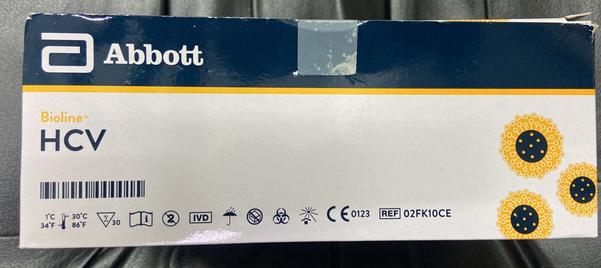 Abbott
Bioline™
HCV
1°C 30°C
34°F 86°F
Σ 30
i
2
IVD
CE 0123
REF 02FK10CE